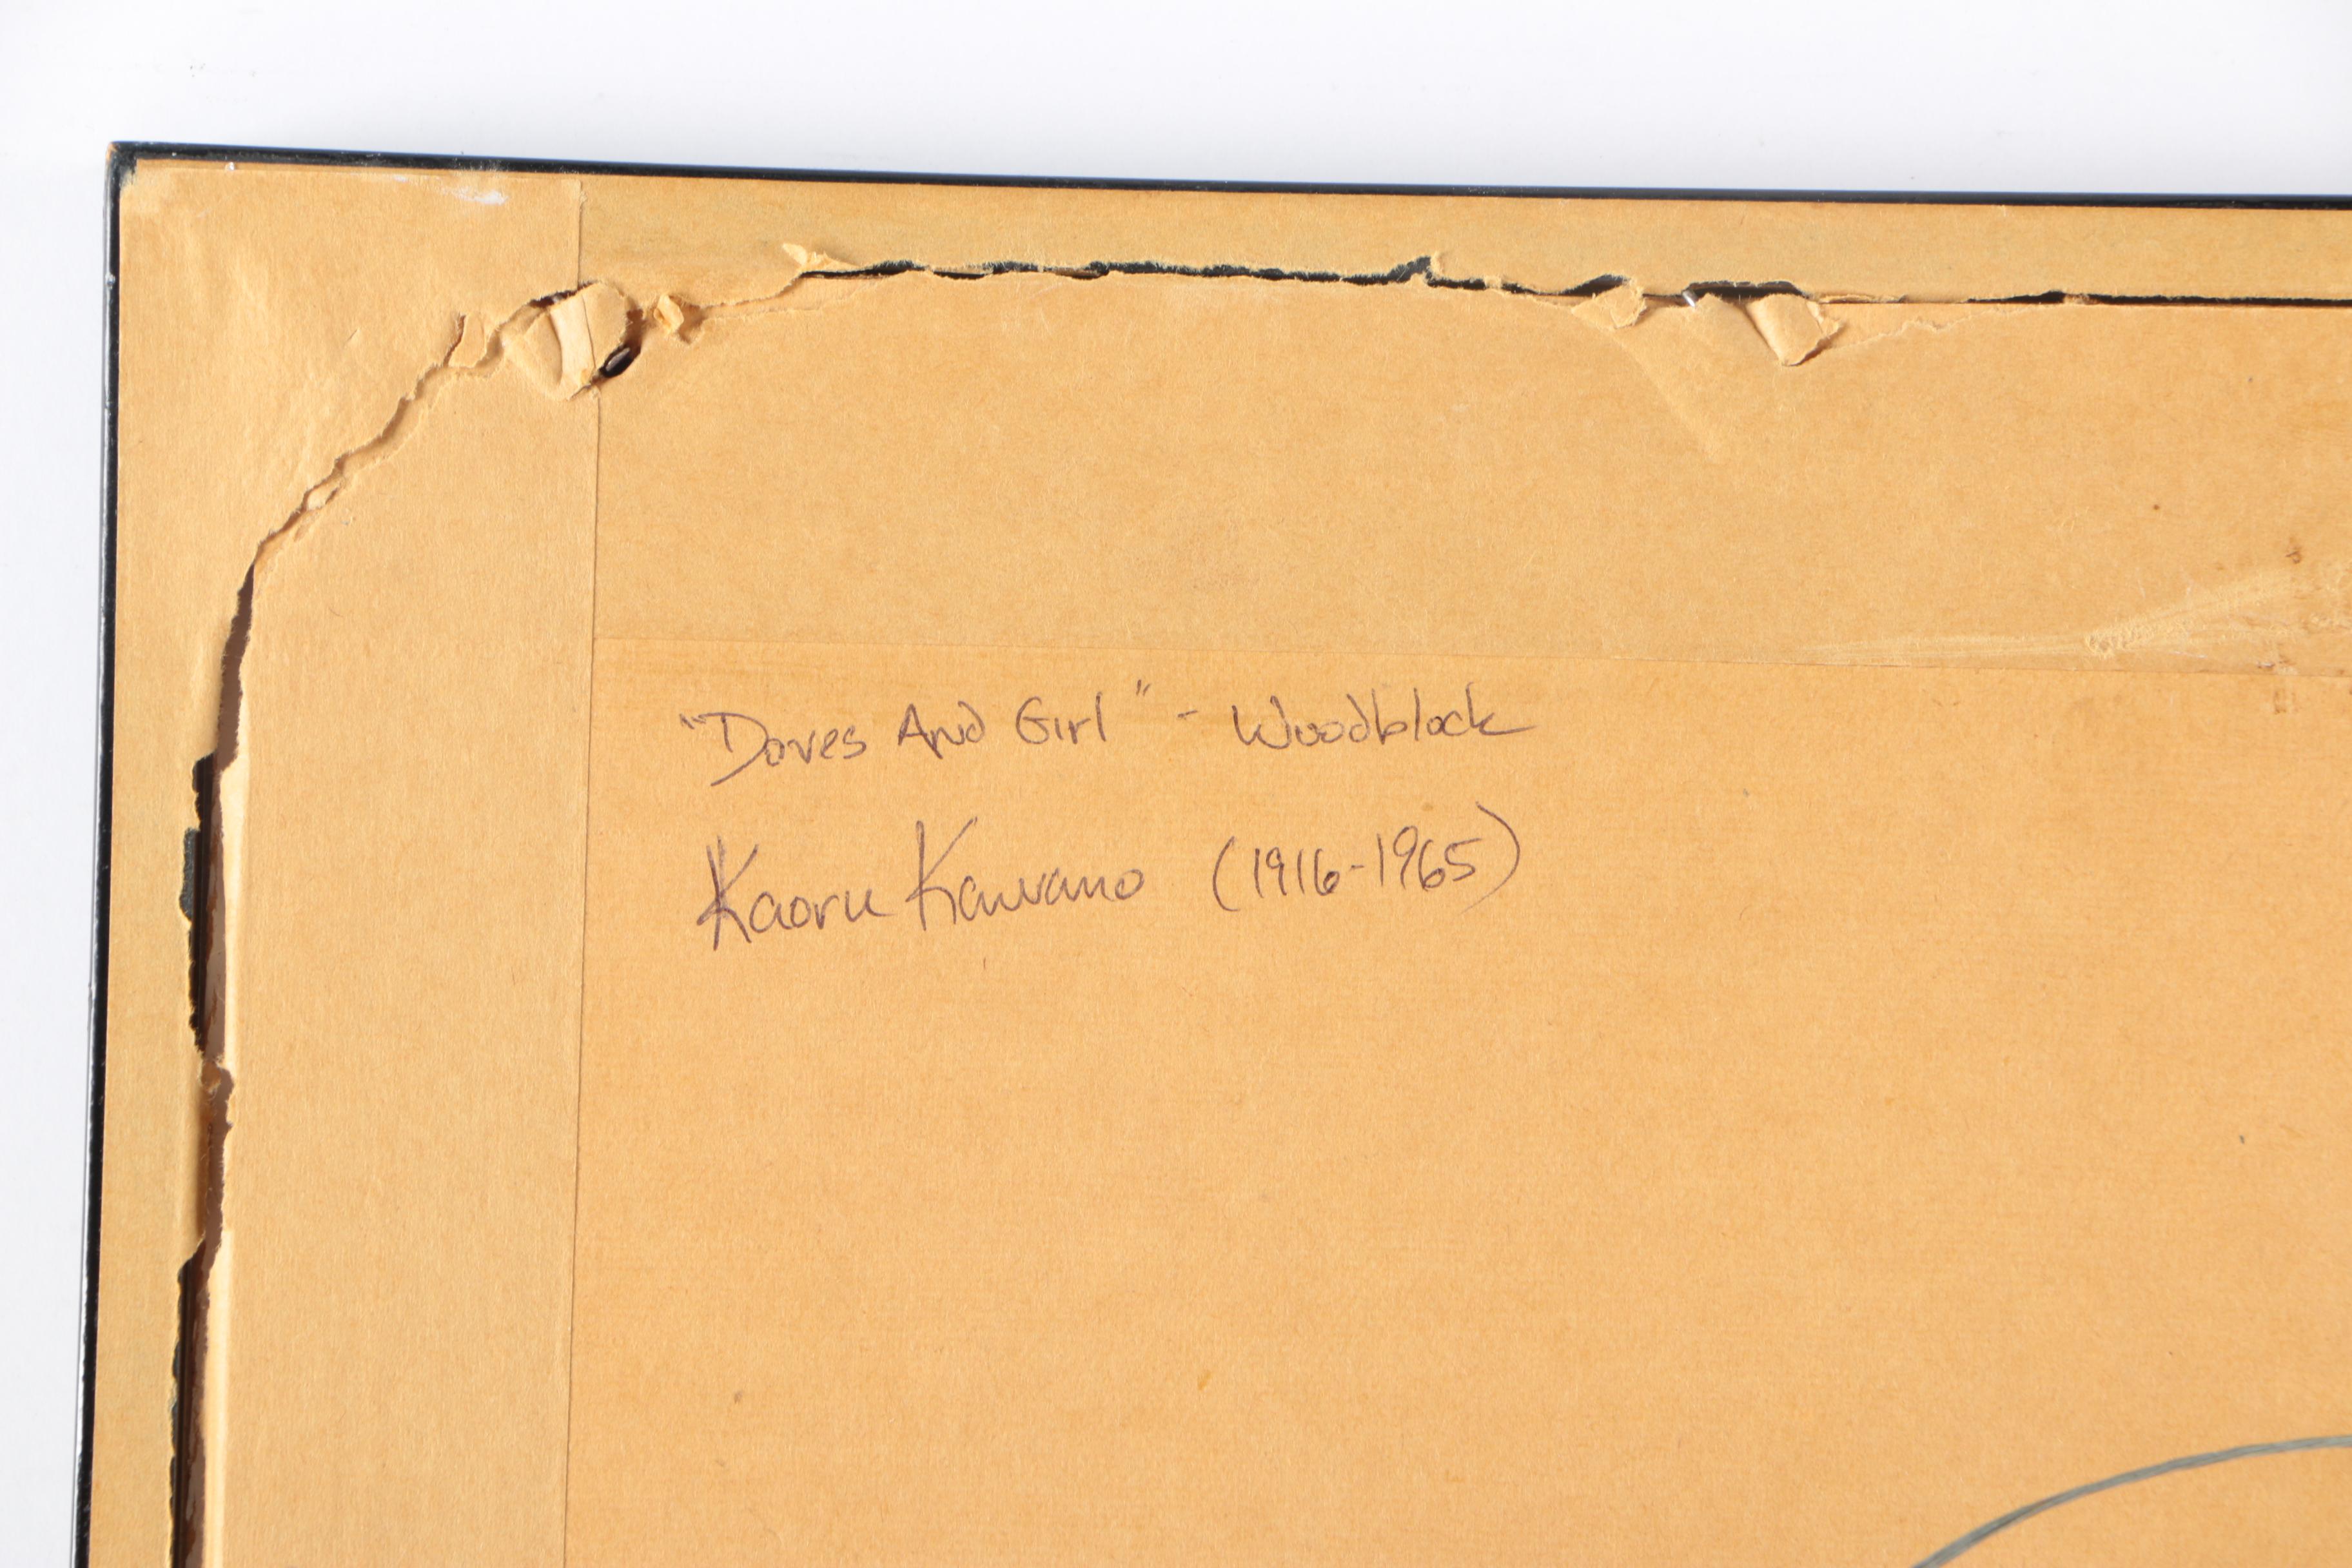 "Doves And Girl" - Woodblock
Kaoru Kawano (1916-1965)